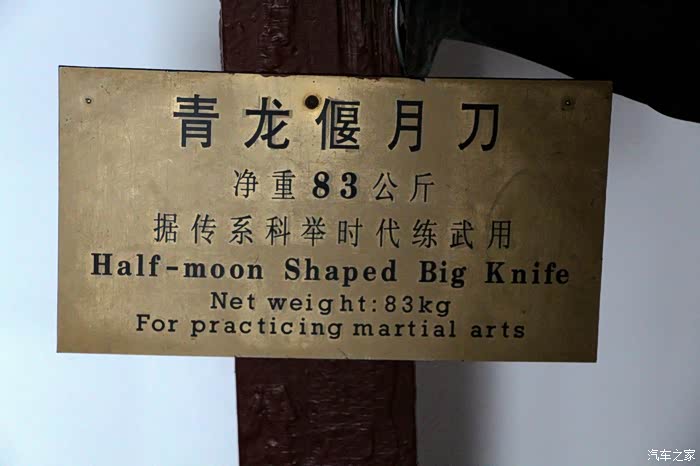 青龙偃月刀
净重83公斤
据传系科举时代练武用
Half-moon Shaped Big Knife
Net weight:83kg
For practicing martial arts
汽车之家